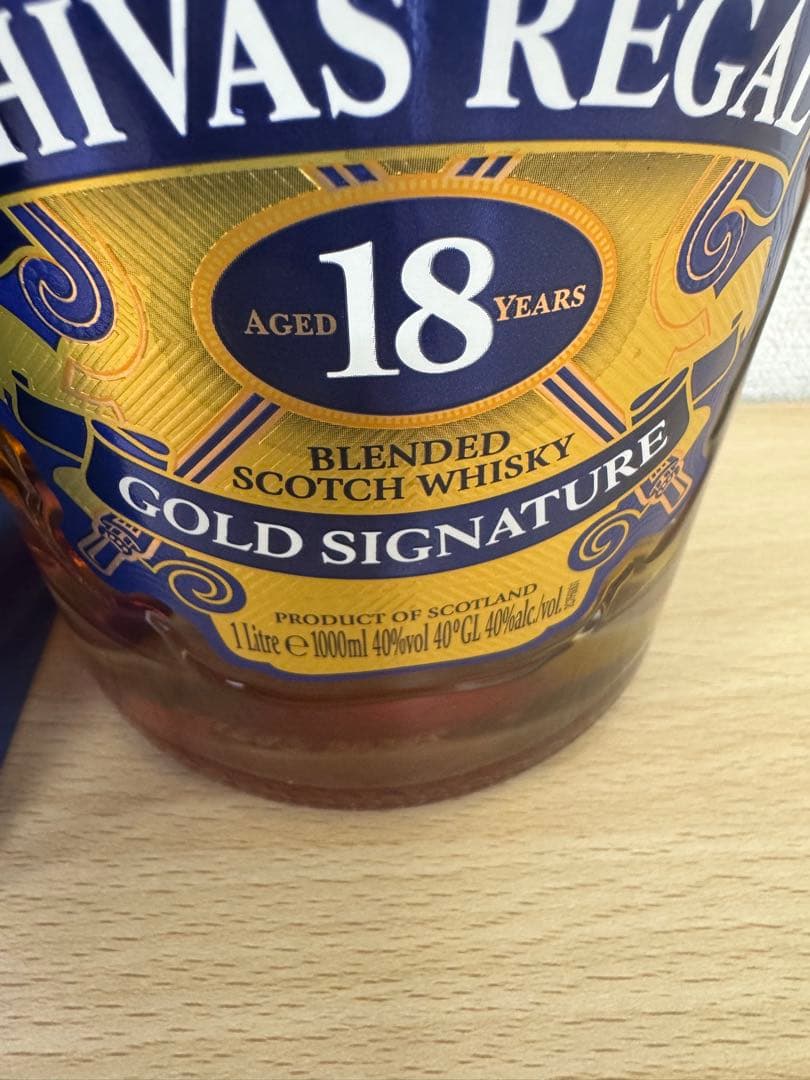 HIVAS REGAL
AGED 18 YEARS
BLENDED
SCOTCH WHISKY
GOLD SIGNATURE
PRODUCT OF SCOTLAND
1 Litre ℮ 1000ml 40%vol 40°GL 40%alc./vol.